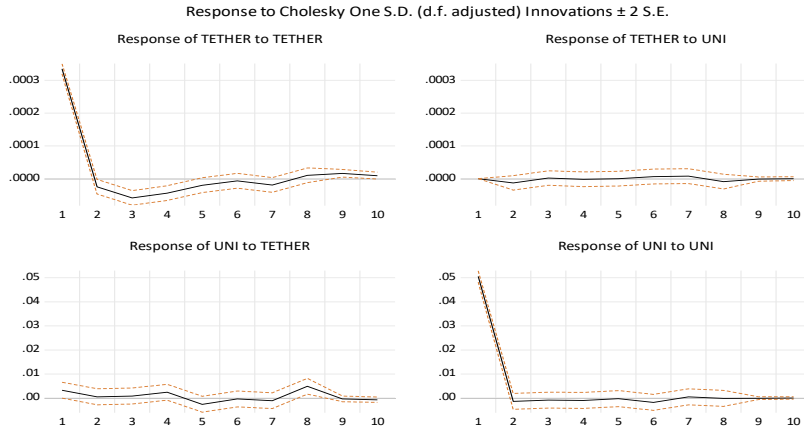 Response to Cholesky One S.D. (d.f. adjusted) Innovations ± 2 S.E.
Response of TETHER to TETHER
.0003
.0002
.0001
.0000
1 2 3 4 5 6 7 8 9 10
Response of TETHER to UNI
.0003
.0002
.0001
.0000
1 2 3 4 5 6 7 8 9 10
Response of UNI to TETHER
.05
.04
.03
.02
.01
.00
1 2 3 4 5 6 7 8 9 10
Response of UNI to UNI
.05
.04
.03
.02
.01
.00
1 2 3 4 5 6 7 8 9 10